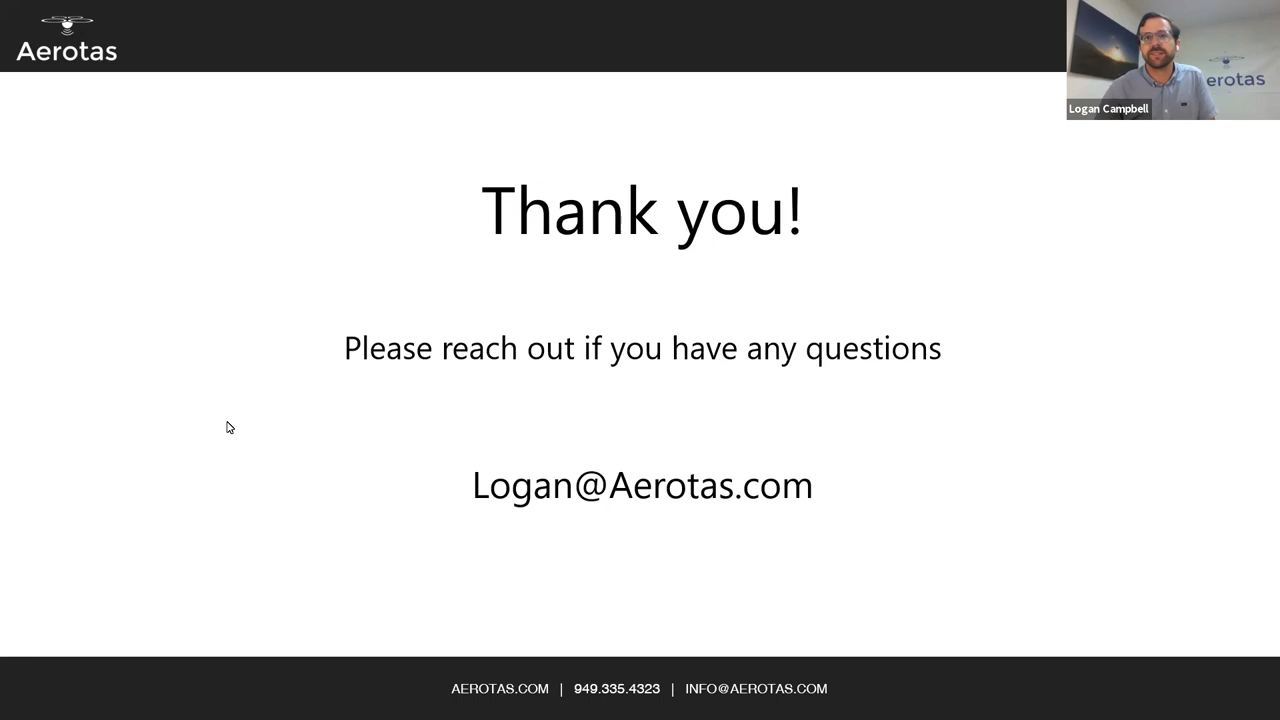 Aerotas
erotas
Logan Campbell
Thank you!
Please reach out if you have any questions
Logan@Aerotas.com
AEROTAS.COM | 949.335.4323 | INFO@AEROTAS.COM